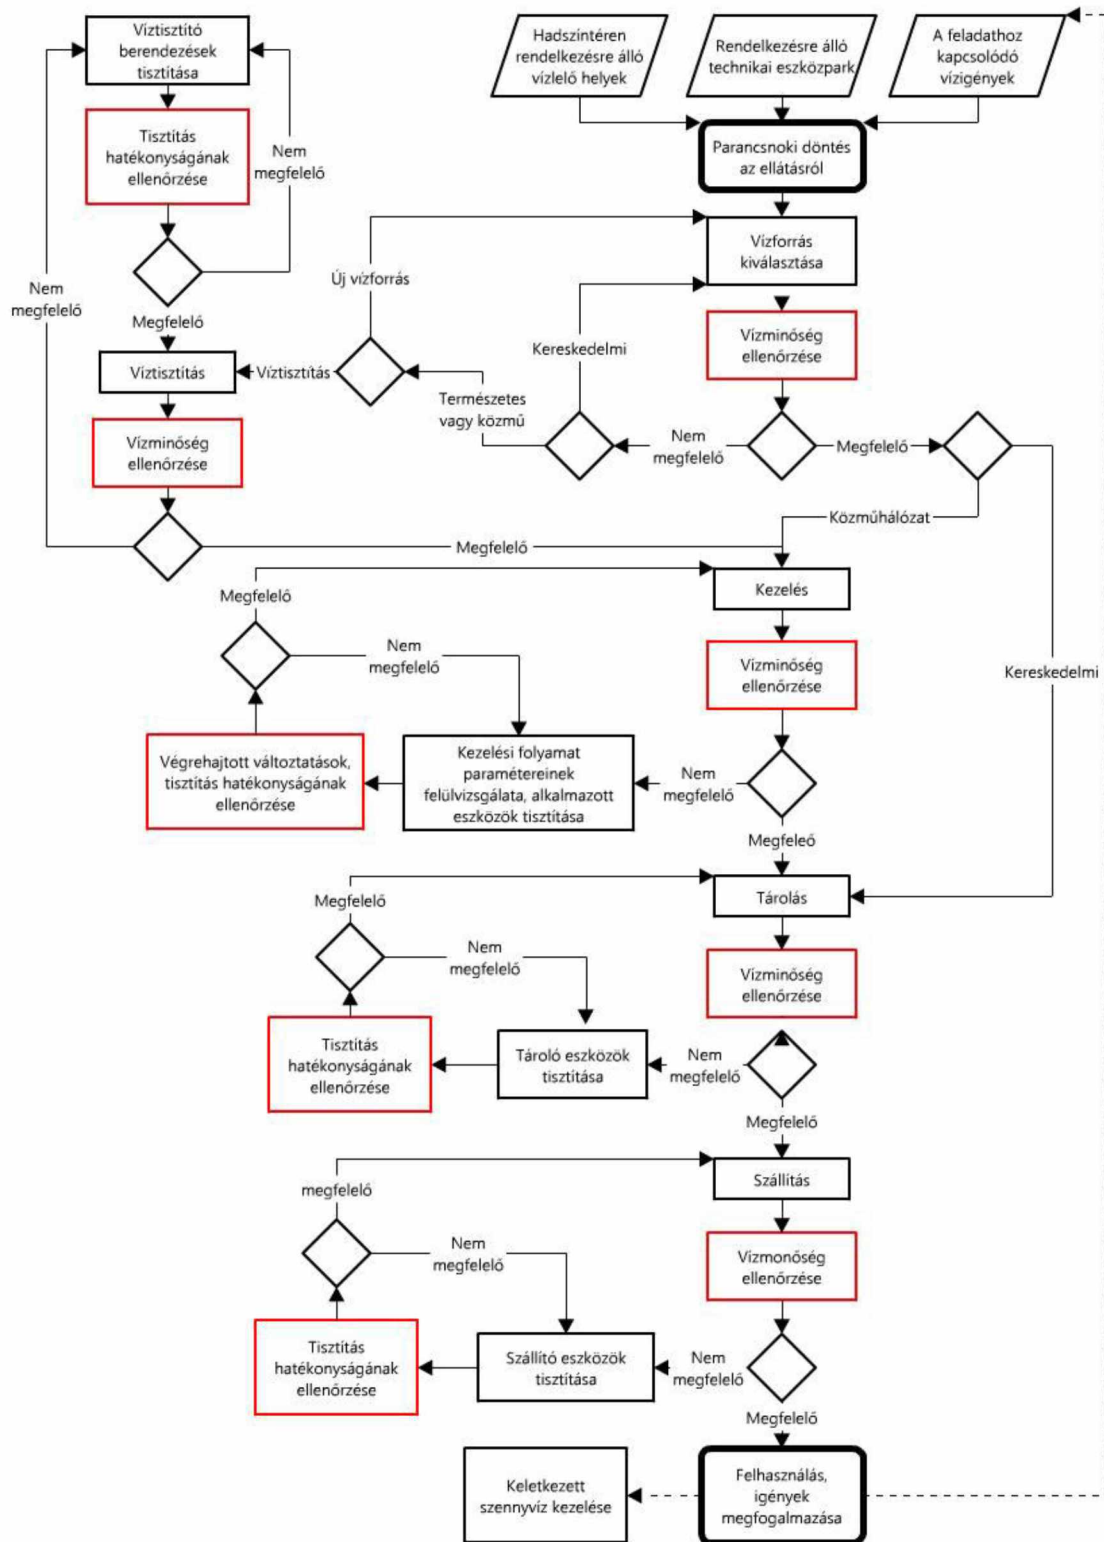 Víztisztító
berendezések
tisztítása
Hadszíntéren
rendelkezésre álló
vízlelő helyek
Rendelkezésre álló
technikai eszközpark
A feladathoz
kapcsolódó
vízigények
Tisztítás
hatékonyságának
ellenőrzése
Nem
megfelelő
Parancsnoki döntés
az ellátásról
Vízforrás
kiválasztása
Új vízforrás
Nem
megfelelő
Megfelelő
Kereskedelmi
Vízminőség
ellenőrzése
Víztisztítás
Víztisztítás
Természetes
vagy közmű
Nem
megfelelő
Megfelelő
Vízminőség
ellenőrzése
Közműhálózat
Megfelelő
Kezelés
Megfelelő
Nem
megfelelő
Vízminőség
ellenőrzése
Kereskedelmi
Végrehajtott változtatások,
tisztítás hatékonyságának
ellenőrzése
Kezelési folyamat
paramétereinek
felülvizsgálata, alkalmazott
eszközök tisztítása
Nem
megfelelő
Megfeleő
Tárolás
Megfelelő
Nem
megfelelő
Vízminőség
ellenőrzése
Tisztítás
hatékonyságának
ellenőrzése
Tároló eszközök
tisztítása
Nem
megfelelő
Megfelelő
Szállítás
megfelelő
Nem
megfelelő
Vízmonőség
ellenőrzése
Tisztítás
hatékonyságának
ellenőrzése
Szállító eszközök
tisztítása
Nem
megfelelő
Megfelelő
Keletkezett
szennyvíz kezelése
Felhasználás,
igények
megfogalmazása